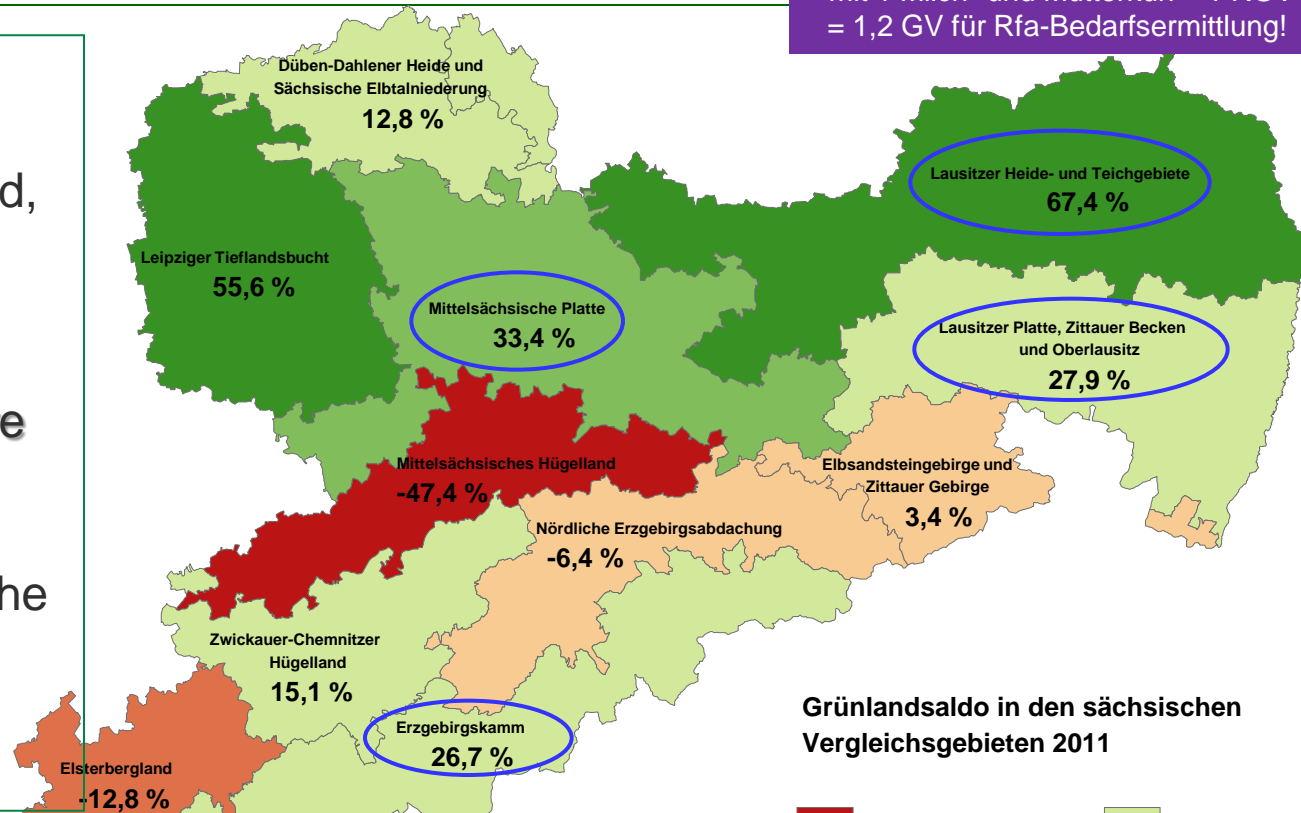 = 1,2 GV für Rfa-Bedarfsermittlung!
Düben-Dahlener Heide und
Sächsische Elbtalniederung
12,8 %
d,
Lausitzer Heide- und Teichgebiete
67,4 %
Leipziger Tieflandsbucht
55,6 %
Mittelsächsische Platte
33,4 %
Lausitzer Platte, Zittauer Becken
und Oberlausitz
27,9 %
e
Mittelsächsisches Hügelland
-47,4 %
Elbsandsteingebirge und
Zittauer Gebirge
3,4 %
Nördliche Erzgebirgsabdachung
-6,4 %
he
Zwickauer-Chemnitzer
Hügelland
15,1 %
Erzgebirgskamm
26,7 %
Grünlandsaldo in den sächsischen
Vergleichsgebieten 2011
Elsterbergland
-12,8 %